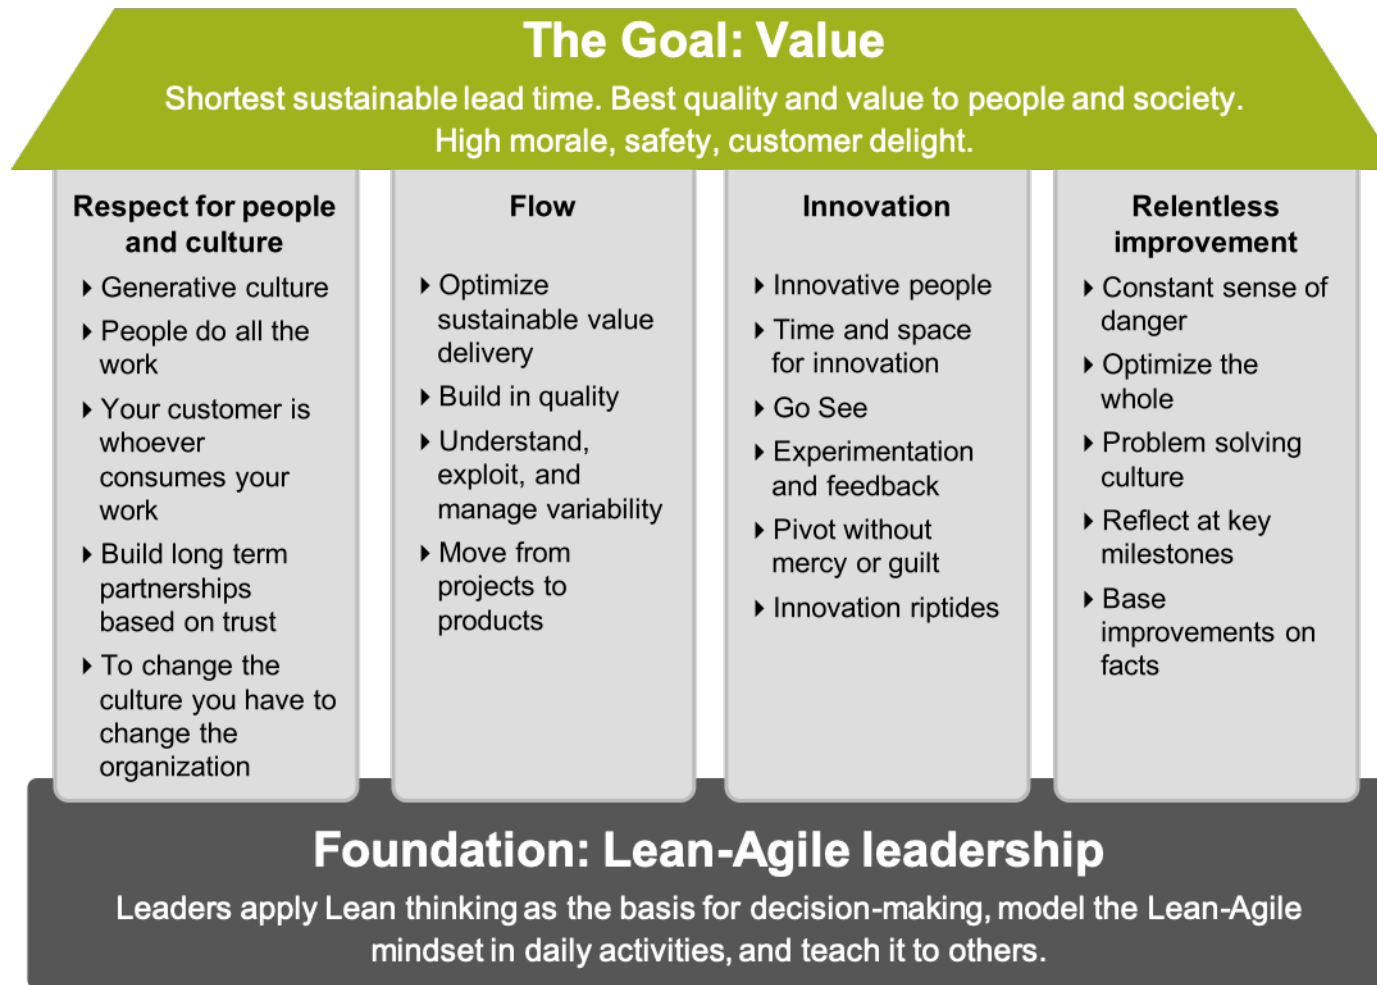 The Goal: Value
Shortest sustainable lead time. Best quality and value to people and society.
High morale, safety, customer delight.
Respect for people
and culture
Generative culture
People do all the
work
Your customer is
whoever
consumes your
work
Build long term
partnerships
based on trust
To change the
culture you have to
change the
organization
Flow
Optimize
sustainable value
delivery
Build in quality
Understand,
exploit, and
manage variability
Move from
projects to
products
Innovation
Innovative people
Time and space
for innovation
Go See
Experimentation
and feedback
Pivot without
mercy or guilt
Innovation riptides
Relentless
improvement
Constant sense of
danger
Optimize the
whole
Problem solving
culture
Reflect at key
milestones
Base
improvements on
facts
Foundation: Lean-Agile leadership
Leaders apply Lean thinking as the basis for decision-making, model the Lean-Agile
mindset in daily activities, and teach it to others.